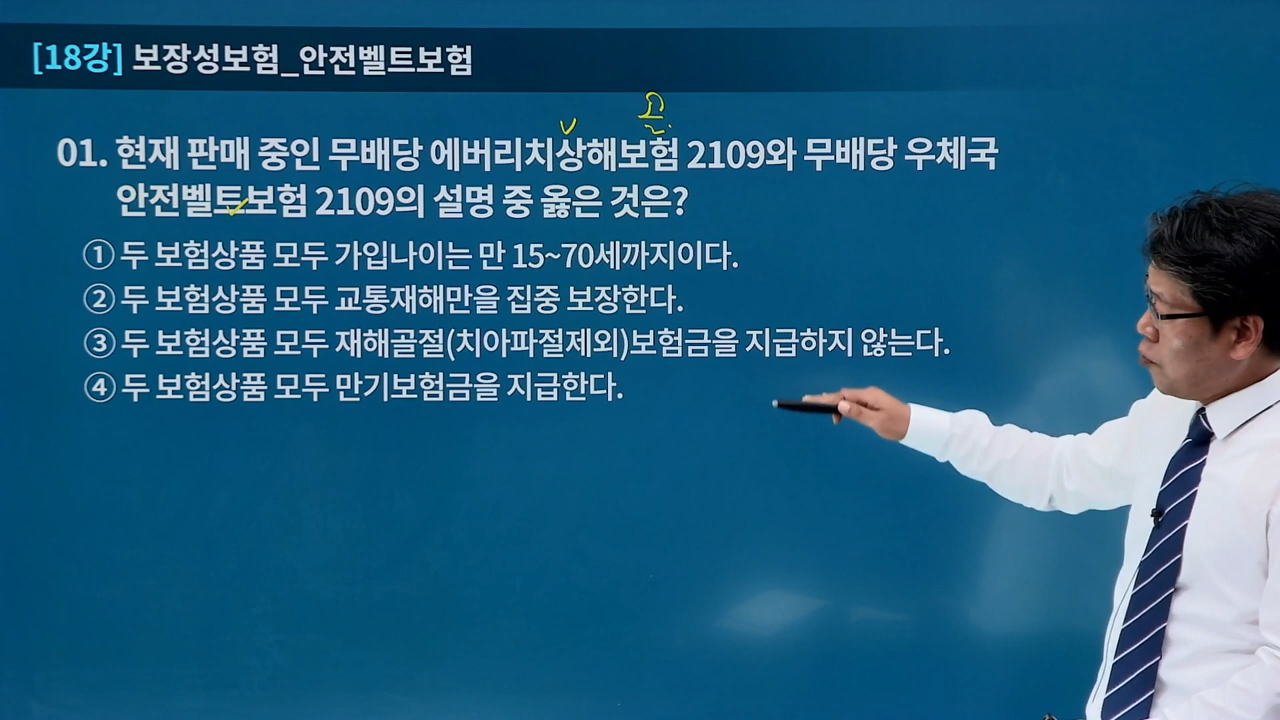 [18강] 보장성보험_안전벨트보험
골
01. 현재 판매 중인 무배당 에버리치상해보험 2109와 무배당 우체국
안전벨트보험 2109의 설명 중 옳은 것은?
① 두 보험상품 모두 가입나이는 만 15~70세까지이다.
② 두 보험상품 모두 교통재해만을 집중 보장한다.
③ 두 보험상품 모두 재해골절(치아파절제외)보험금을 지급하지 않는다.
④ 두 보험상품 모두 만기보험금을 지급한다.